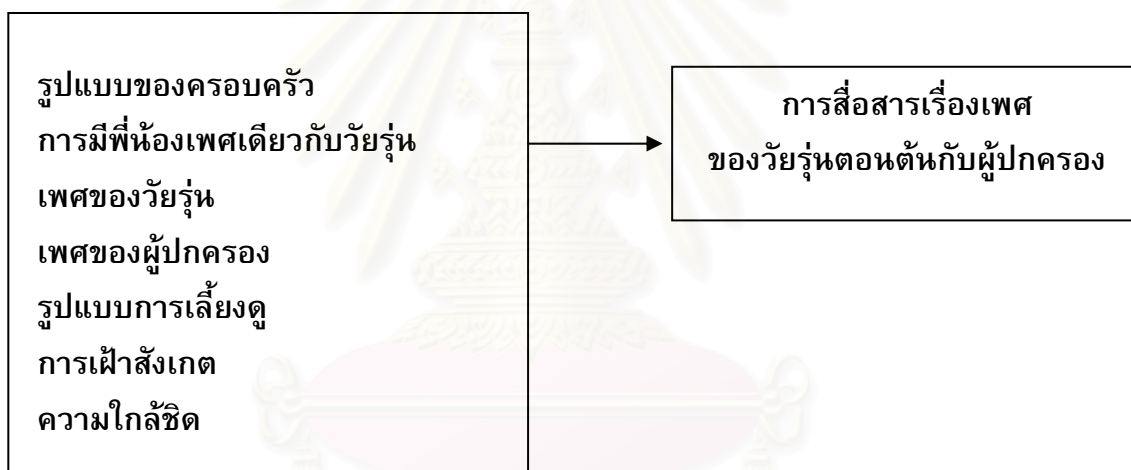 รูปแบบของครอบครัว
การมีพี่น้องเพศเดียวกับวัยรุ่น
เพศของวัยรุ่น
เพศของผู้ปกครอง
รูปแบบการเลี้ยงดู
การเฝ้าสังเกต
ความใกล้ชิด
การสื่อสารเรื่องเพศ
ของวัยรุ่นตอนต้นกับผู้ปกครอง